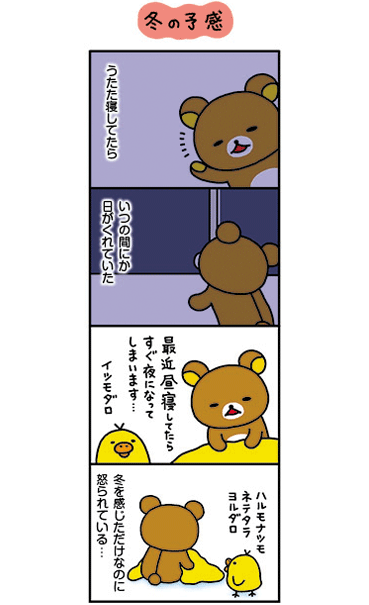 冬の予感
うたた寝してたら
いつの間にか
日がくれていた
最近昼寝してたら
すぐ夜になって
しまいます…
イツモダロ
ハルモナツモ
ネテタラ
ヨルダロ
冬を感じただけなのに
怒られている…